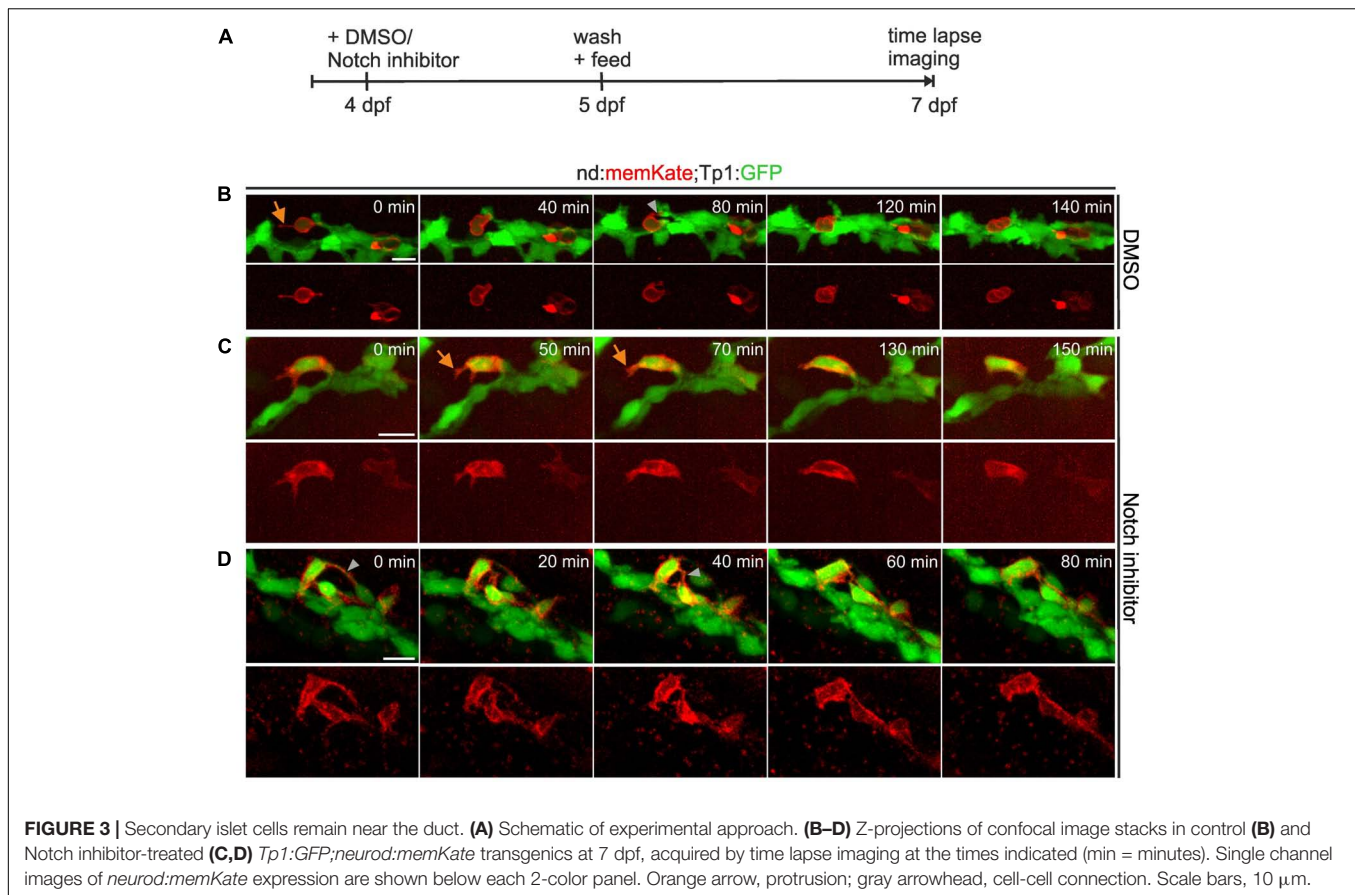 A
+ DMSO/
Notch inhibitor
wash
+ feed
time lapse
imaging
4 dpf
5 dpf
7 dpf
nd:memKate;Tp1:GFP
B
0 min
40 min
80 min
120 min
140 min
DMSO
C
0 min
50 min
70 min
130 min
150 min
Notch inhibitor
D
0 min
20 min
40 min
60 min
80 min
FIGURE 3 | Secondary islet cells remain near the duct. (A) Schematic of experimental approach. (B–D) Z-projections of confocal image stacks in control (B) and
Notch inhibitor-treated (C,D) Tp1:GFP;neurod:memKate transgenics at 7 dpf, acquired by time lapse imaging at the times indicated (min = minutes). Single channel
images of neurod:memKate expression are shown below each 2-color panel. Orange arrow, protrusion; gray arrowhead, cell-cell connection. Scale bars, 10 μm.